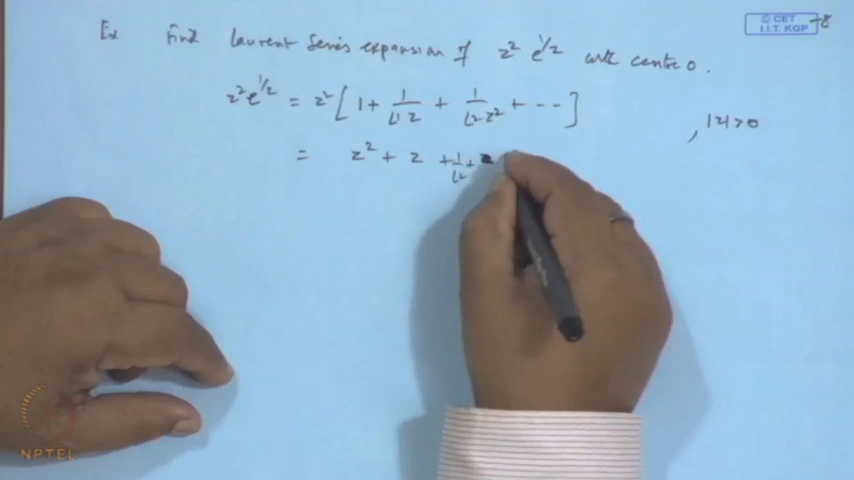 © CET
I.I.T. KGP
78
Ex Find Laurent Series expansion of z² e^{1/z} with centre 0.
z² e^{1/z} = z² [ 1 + 1/(⌊1 z) + 1/(⌊2 z²) + --- ] , |z| > 0
= z² + z + 1/⌊2 +
NPTEL